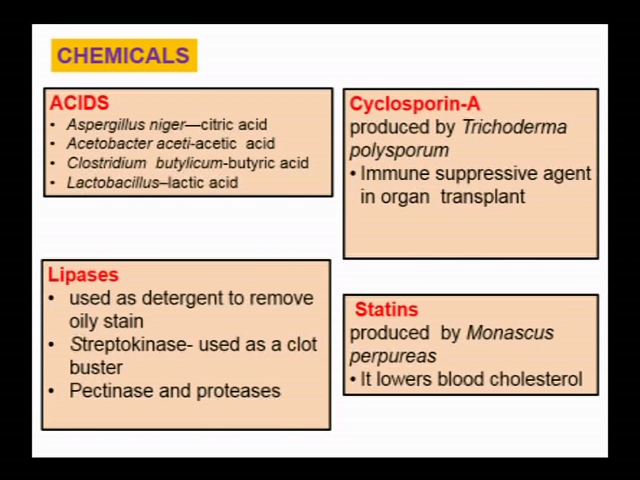 CHEMICALS
ACIDS
• Aspergillus niger—citric acid
• Acetobacter aceti-acetic acid
• Clostridium butylicum-butyric acid
• Lactobacillus–lactic acid
Cyclosporin-A
produced by Trichoderma
polysporum
• Immune suppressive agent
in organ transplant
Lipases
• used as detergent to remove
oily stain
• Streptokinase- used as a clot
buster
• Pectinase and proteases
Statins
produced by Monascus
perpureas
• It lowers blood cholesterol